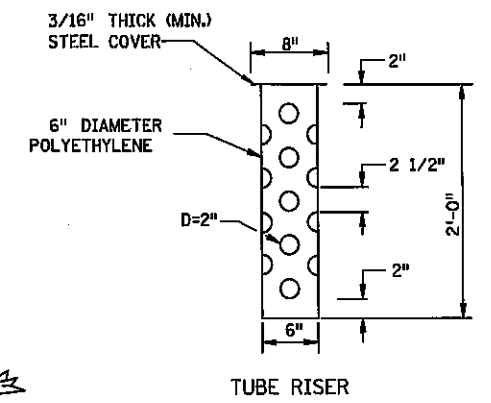 3/16" THICK (MIN.)
STEEL COVER
8"
2"
6" DIAMETER
POLYETHYLENE
2 1/2"
D=2"
2'-0"
2"
6"
TUBE RISER